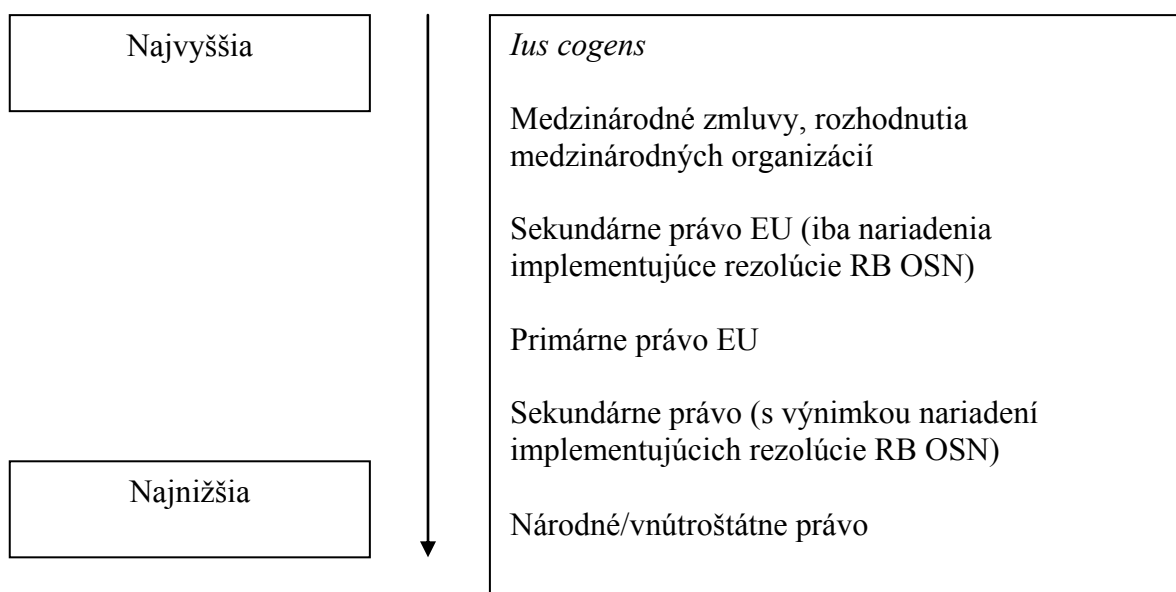 Najvyššia
Ius cogens
Medzinárodné zmluvy, rozhodnutia
medzinárodných organizácií
Sekundárne právo EU (iba nariadenia
implementujúce rezolúcie RB OSN)
Primárne právo EU
Sekundárne právo (s výnimkou nariadení
implementujúcich rezolúcie RB OSN)
Najnižšia
Národné/vnútroštátne právo